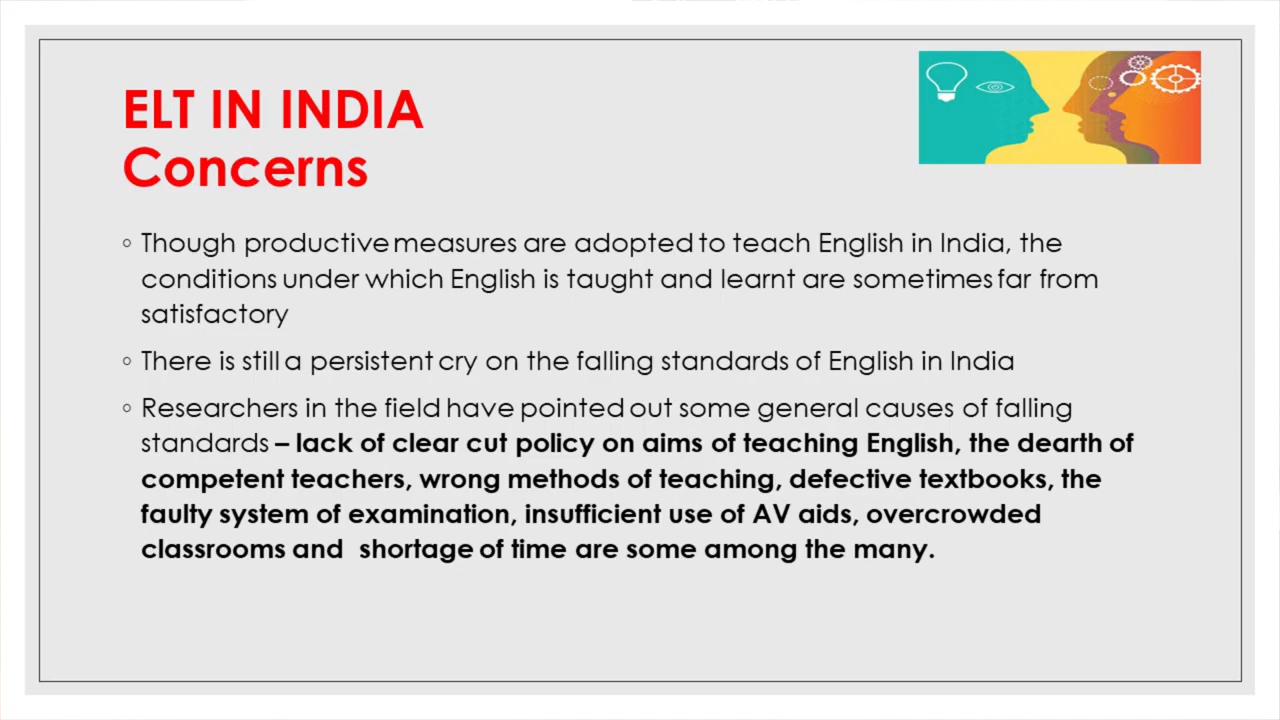 ELT IN INDIA
Concerns
◦ Though productive measures are adopted to teach English in India, the
conditions under which English is taught and learnt are sometimes far from
satisfactory
◦ There is still a persistent cry on the falling standards of English in India
◦ Researchers in the field have pointed out some general causes of falling
standards – lack of clear cut policy on aims of teaching English, the dearth of
competent teachers, wrong methods of teaching, defective textbooks, the
faulty system of examination, insufficient use of AV aids, overcrowded
classrooms and shortage of time are some among the many.